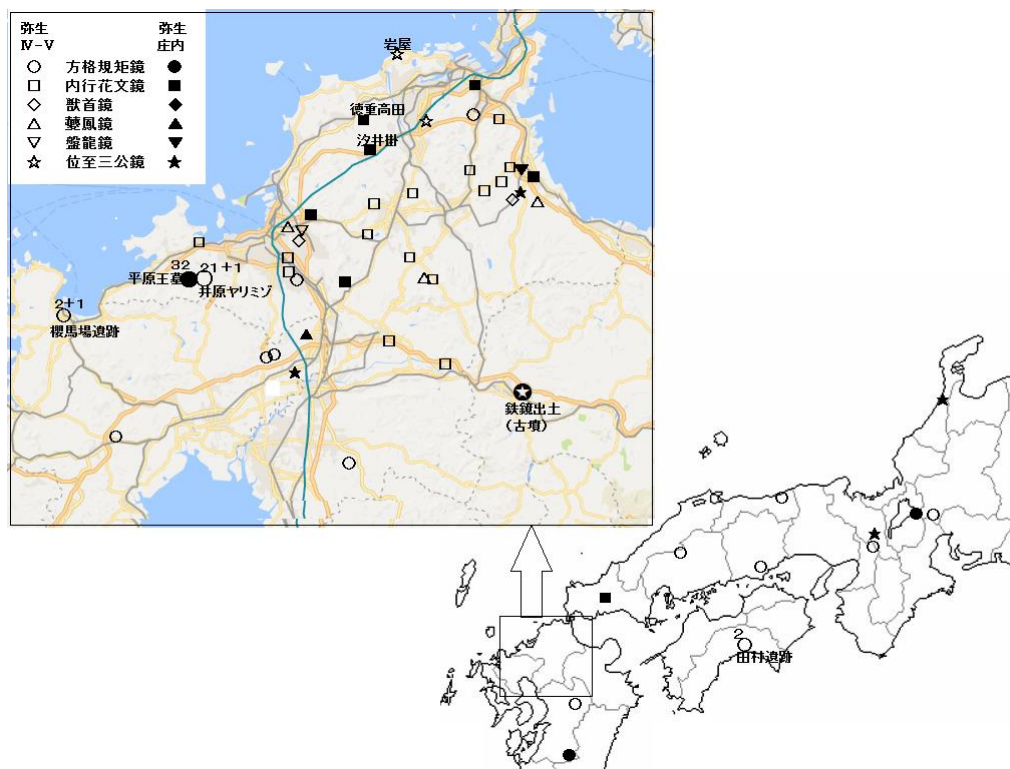 弥生 弥生
Ⅳ-Ⅴ 庄内
方格規矩鏡
内行花文鏡
獣首鏡
夔鳳鏡
盤龍鏡
位至三公鏡
岩屋
徳重高田
汐井掛
32
21+1
平原王墓
井原ヤリミゾ
2+1
櫻馬場遺跡
鉄鏡出土
(古墳)
2
田村遺跡